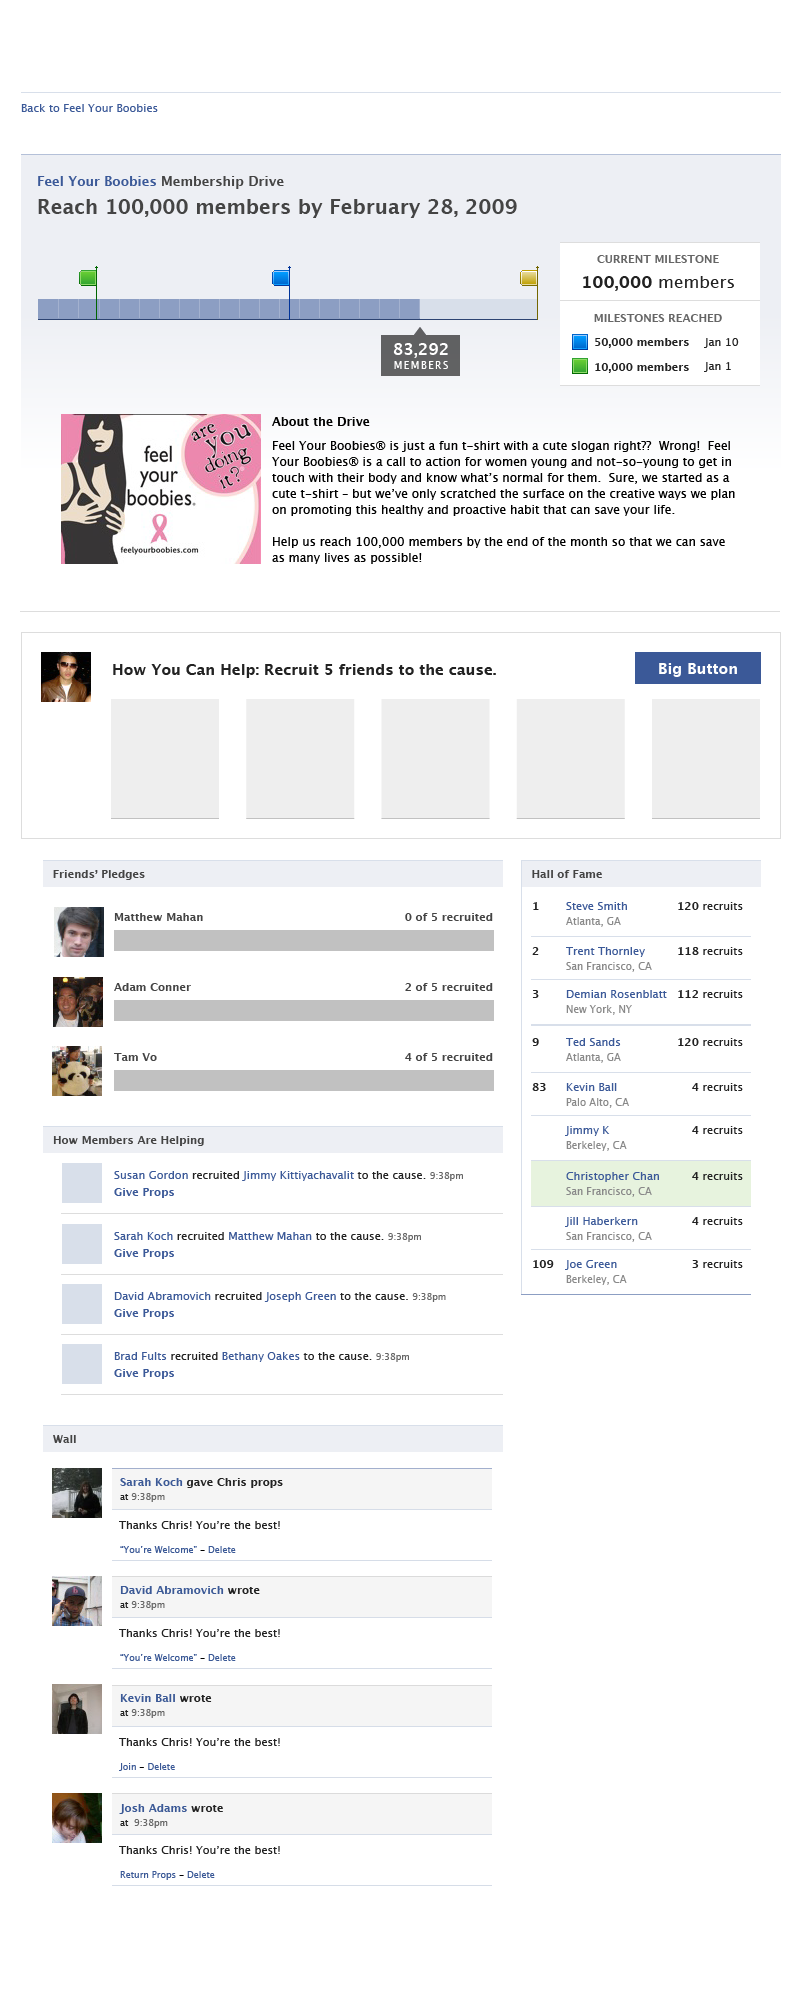 Back to Feel Your Boobies
Feel Your Boobies Membership Drive
Reach 100,000 members by February 28, 2009
83,292
MEMBERS
CURRENT MILESTONE
100,000 members
MILESTONES REACHED
50,000 members Jan 10
10,000 members Jan 1
are
you
doing
it?
feel
your
boobies.
feelyourboobies.com
About the Drive
Feel Your Boobies® is just a fun t-shirt with a cute slogan right??  Wrong!  Feel
Your Boobies® is a call to action for women young and not-so-young to get in
touch with their body and know what's normal for them.  Sure, we started as a
cute t-shirt – but we've only scratched the surface on the creative ways we plan
on promoting this healthy and proactive habit that can save your life.
Help us reach 100,000 members by the end of the month so that we can save
as many lives as possible!
How You Can Help: Recruit 5 friends to the cause.
Big Button
Friends' Pledges
Matthew Mahan 0 of 5 recruited
Adam Conner 2 of 5 recruited
Tam Vo 4 of 5 recruited
How Members Are Helping
Susan Gordon recruited Jimmy Kittiyachavalit to the cause. 9:38pm
Give Props
Sarah Koch recruited Matthew Mahan to the cause. 9:38pm
Give Props
David Abramovich recruited Joseph Green to the cause. 9:38pm
Give Props
Brad Fults recruited Bethany Oakes to the cause. 9:38pm
Give Props
Hall of Fame
1 Steve Smith 120 recruits
Atlanta, GA
2 Trent Thornley 118 recruits
San Francisco, CA
3 Demian Rosenblatt 112 recruits
New York, NY
9 Ted Sands 120 recruits
Atlanta, GA
83 Kevin Ball 4 recruits
Palo Alto, CA
Jimmy K 4 recruits
Berkeley, CA
Christopher Chan 4 recruits
San Francisco, CA
Jill Haberkern 4 recruits
San Francisco, CA
109 Joe Green 3 recruits
Berkeley, CA
Wall
Sarah Koch gave Chris props
at 9:38pm
Thanks Chris! You're the best!
"You're Welcome" – Delete
David Abramovich wrote
at 9:38pm
Thanks Chris! You're the best!
"You're Welcome" – Delete
Kevin Ball wrote
at 9:38pm
Thanks Chris! You're the best!
Join – Delete
Josh Adams wrote
at 9:38pm
Thanks Chris! You're the best!
Return Props – Delete